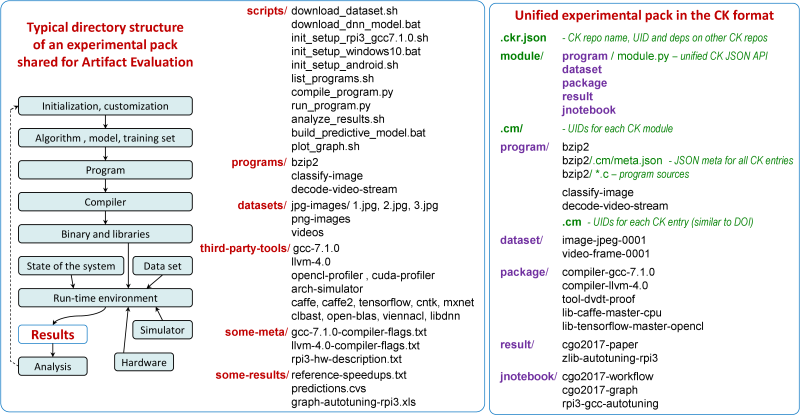 Typical directory structure
of an experimental pack
shared for Artifact Evaluation
Initialization, customization
Algorithm , model, training set
Program
Compiler
Binary and libraries
State of the system
Data set
Run-time environment
Results
Simulator
Analysis
Hardware
scripts/ download_dataset.sh
download_dnn_model.bat
init_setup_rpi3_gcc7.1.0.sh
init_setup_windows10.bat
init_setup_android.sh
list_programs.sh
compile_program.py
run_program.py
analyze_results.sh
build_predictive_model.bat
plot_graph.sh
programs/ bzip2
classify-image
decode-video-stream
datasets/ jpg-images/ 1.jpg, 2.jpg, 3.jpg
png-images
videos
third-party-tools/ gcc-7.1.0
llvm-4.0
opencl-profiler , cuda-profiler
arch-simulator
caffe, caffe2, tensorflow, cntk, mxnet
clbast, open-blas, viennacl, libdnn
some-meta/ gcc-7.1.0-compiler-flags.txt
llvm-4.0-compiler-flags.txt
rpi3-hw-description.txt
some-results/ reference-speedups.txt
predictions.cvs
graph-autotuning-rpi3.xls
Unified experimental pack in the CK format
.ckr.json - CK repo name, UID and deps on other CK repos
module/ program / module.py – unified CK JSON API
dataset
package
result
jnotebook
.cm/ - UIDs for each CK module
program/ bzip2
bzip2/.cm/meta.json - JSON meta for all CK entries
bzip2/ *.c – program sources
classify-image
decode-video-stream
.cm - UIDs for each CK entry (similar to DOI)
dataset/ image-jpeg-0001
video-frame-0001
package/ compiler-gcc-7.1.0
compiler-llvm-4.0
tool-dvdt-proof
lib-caffe-master-cpu
lib-tensorflow-master-opencl
result/ cgo2017-paper
zlib-autotuning-rpi3
jnotebook/ cgo2017-workflow
cgo2017-graph
rpi3-gcc-autotuning